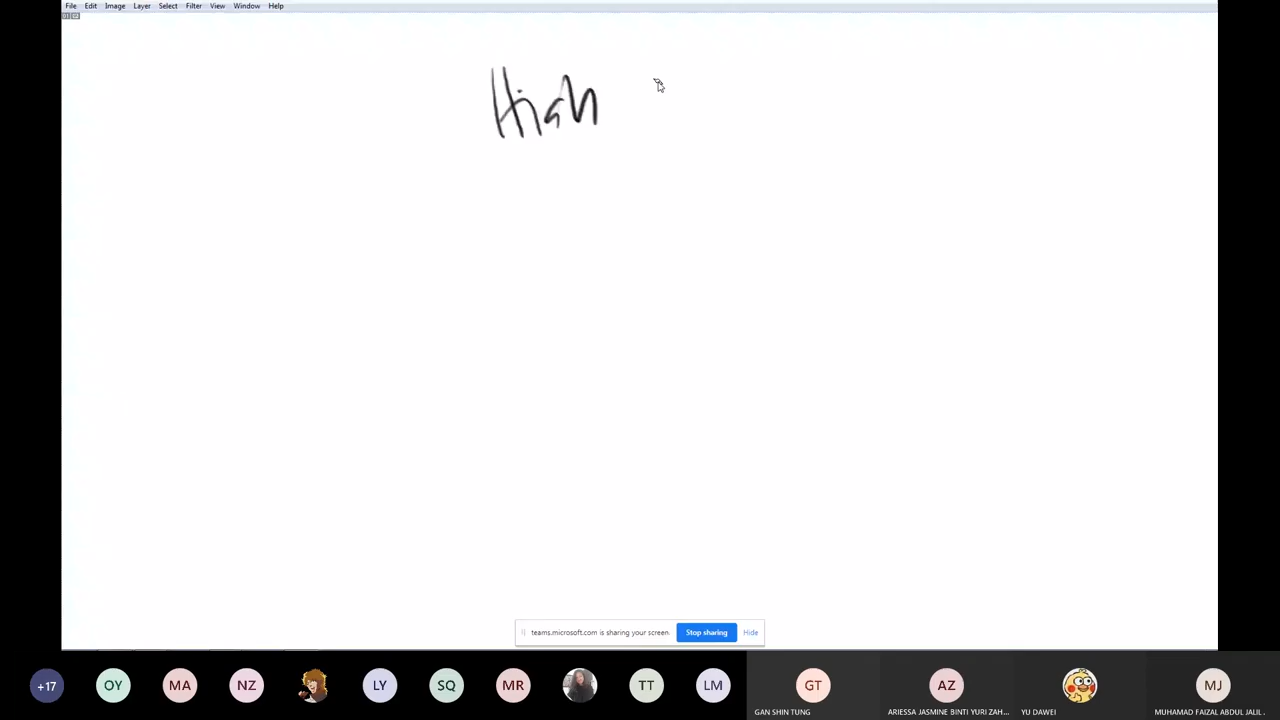 File Edit Image Layer Select Filter View Window Help
High
teams.microsoft.com is sharing your screen. Stop sharing Hide
+17 OY MA NZ LY SQ MR TT LM GT AZ MJ
GAN SHIN TUNG ARIESSA JASMINE BINTI YURI ZAH... YU DAWEI MUHAMAD FAIZAL ABDUL JALIL .